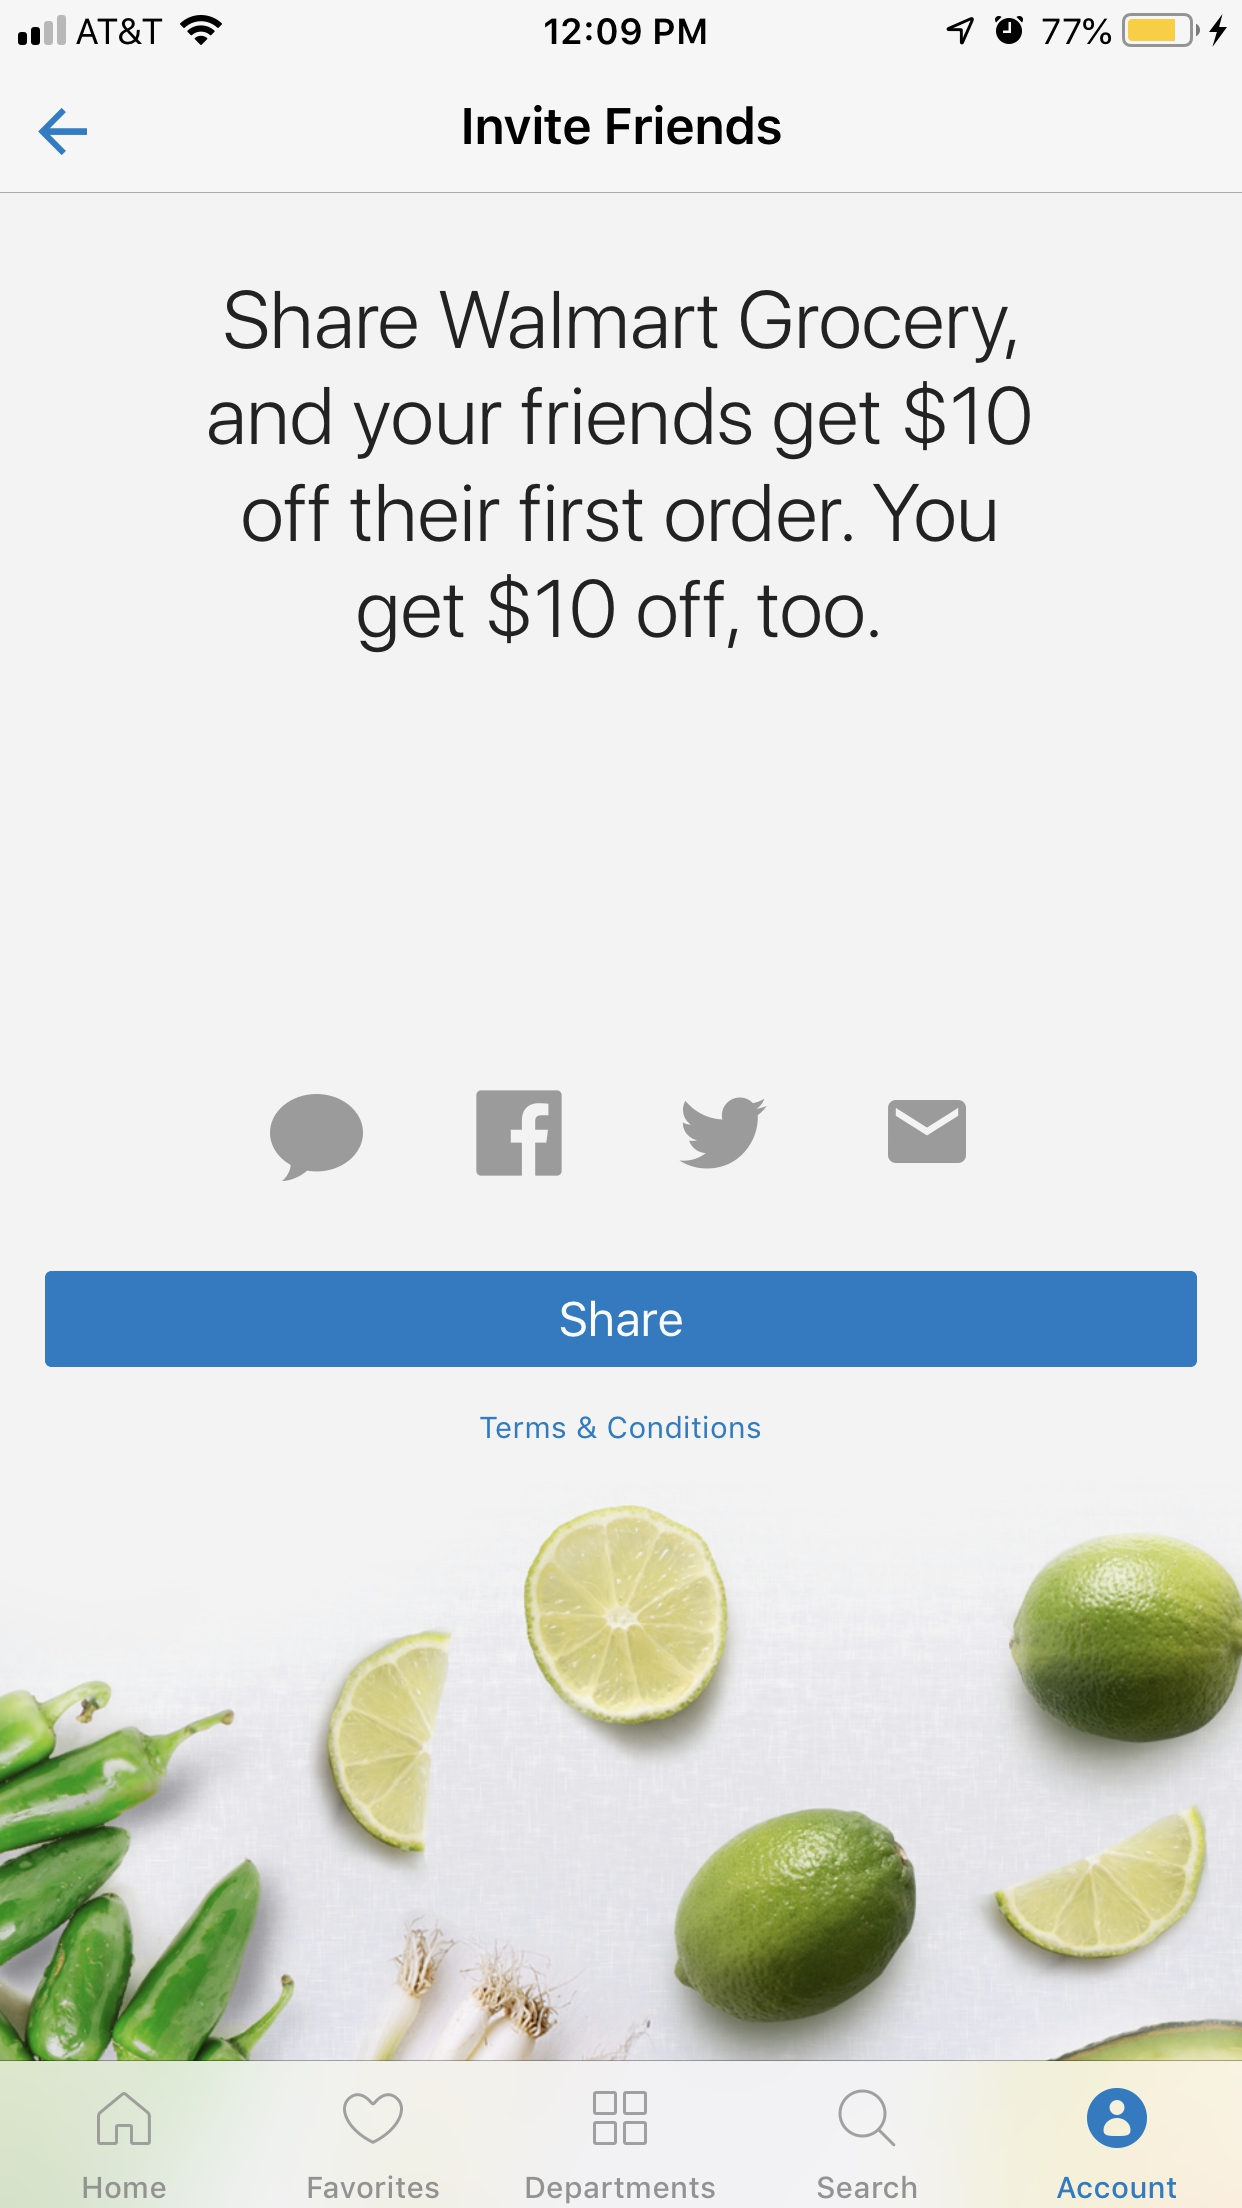 AT&T 12:09 PM 77%
Invite Friends
Share Walmart Grocery,
and your friends get $10
off their first order. You
get $10 off, too.
Share
Terms & Conditions
Home Favorites Departments Search Account